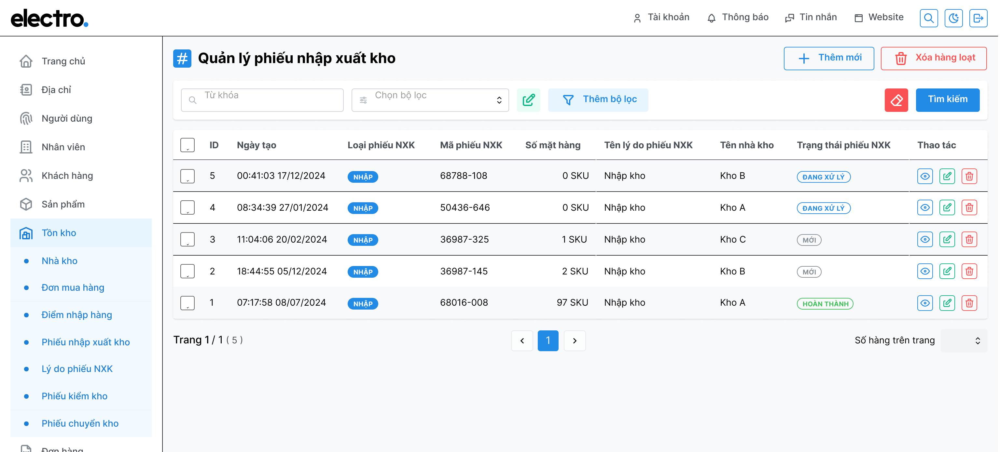 electro.
Tài khoản
Thông báo
Tin nhắn
Website
Trang chủ
Địa chỉ
Người dùng
Nhân viên
Khách hàng
Sản phẩm
Tồn kho
Nhà kho
Đơn mua hàng
Điểm nhập hàng
Phiếu nhập xuất kho
Lý do phiếu NXK
Phiếu kiểm kho
Phiếu chuyển kho
Đơn hàng
# Quản lý phiếu nhập xuất kho
Thêm mới
Xóa hàng loạt
Từ khóa
Chọn bộ lọc
Thêm bộ lọc
Tìm kiếm
ID Ngày tạo Loại phiếu NXK Mã phiếu NXK Số mặt hàng Tên lý do phiếu NXK Tên nhà kho Trạng thái phiếu NXK Thao tác
5 00:41:03 17/12/2024 NHẬP 68788-108 0 SKU Nhập kho Kho B ĐANG XỬ LÝ
4 08:34:39 27/01/2024 NHẬP 50436-646 0 SKU Nhập kho Kho A ĐANG XỬ LÝ
3 11:04:06 20/02/2024 NHẬP 36987-325 1 SKU Nhập kho Kho C MỚI
2 18:44:55 05/12/2024 NHẬP 36987-145 2 SKU Nhập kho Kho B MỚI
1 07:17:58 08/07/2024 NHẬP 68016-008 97 SKU Nhập kho Kho A HOÀN THÀNH
Trang 1 / 1 ( 5 )
1
Số hàng trên trang